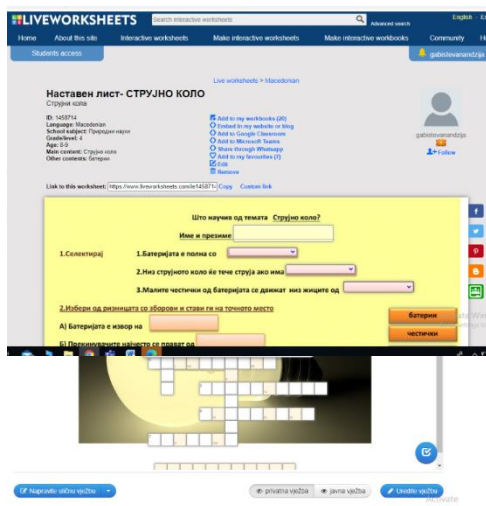 LIVEWORKSHEETS
Search interactive worksheets
Advanced search
English
Home About this site Interactive worksheets Make interactive worksheets Make interactive workbooks Community
Students access
gabolovanandzija
Live worksheets > Macedonian
Наставен лист- СТРУЈНО КОЛО
Струјни кола
ID: 1458714
Language: Macedonian
School subject: Природни науки
Grade/level: 4
Age: 8-9
Main content: Струјно коло
Other contents: батерии
Add to my workbooks (20)
Embed in my website or blog
Add to Google Classroom
Add to Microsoft Teams
Share through Whatsapp
Add to my favourites (7)
Edit
Remove
gabolovanandzija
Follow
Link to this worksheet: Copy Custom link
Што научив од темата Струјно коло?
Име и презиме
1.Селектирај 1.Батеријата е полна со
2.Низ струјното коло ќе тече струја ако има
3.Малите честички од батеријата се движат низ жиците од
2.Избери од ризницата со зборови и стави ги на точното место
батерии
А) Батеријата е извор на
честички
Б) Прекинувачите најчесто се прават од
Napravite sličnu vježbu
privatna vježba
javna vježba
Uredite vježbu
Activate